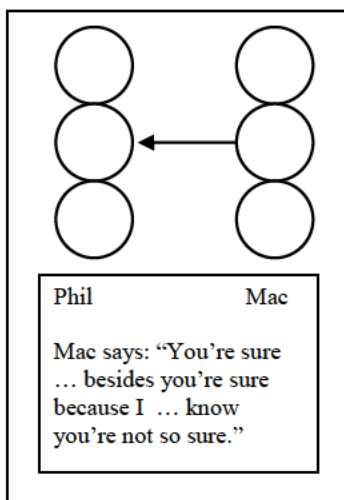 Phil Mac
Mac says: “You’re sure
… besides you’re sure
because I … know
you’re not so sure.”